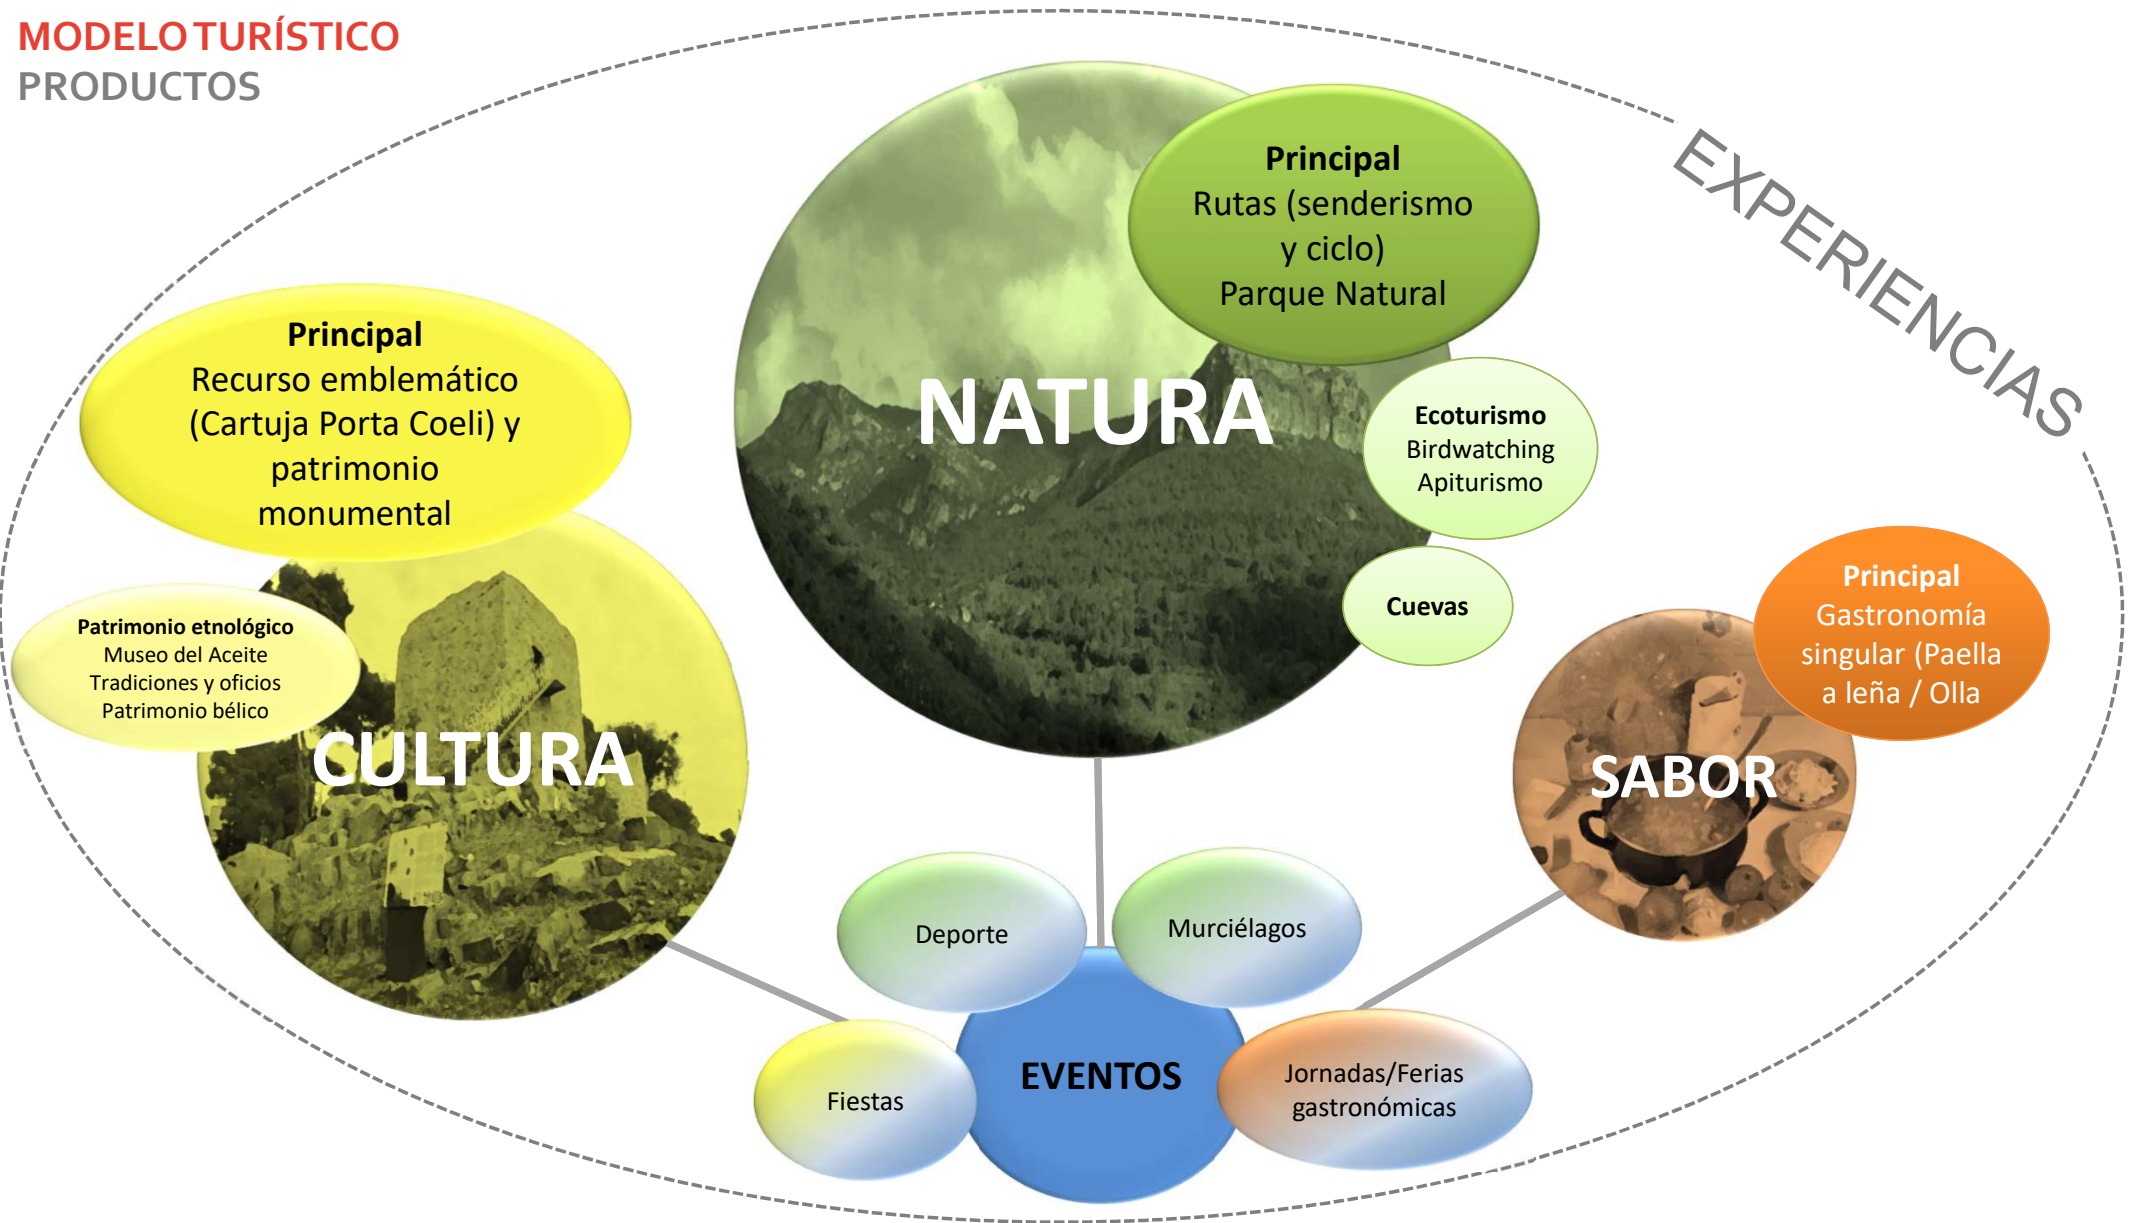 MODELO TURÍSTICO
PRODUCTOS
EXPERIENCIAS
Principal
Rutas (senderismo
y ciclo)
Parque Natural
NATURA
Ecoturismo
Birdwatching
Apiturismo
Cuevas
Principal
Recurso emblemático
(Cartuja Porta Coeli) y
patrimonio
monumental
Patrimonio etnológico
Museo del Aceite
Tradiciones y oficios
Patrimonio bélico
CULTURA
Principal
Gastronomía
singular (Paella
a leña / Olla
SABOR
Deporte
Murciélagos
Fiestas
EVENTOS
Jornadas/Ferias
gastronómicas